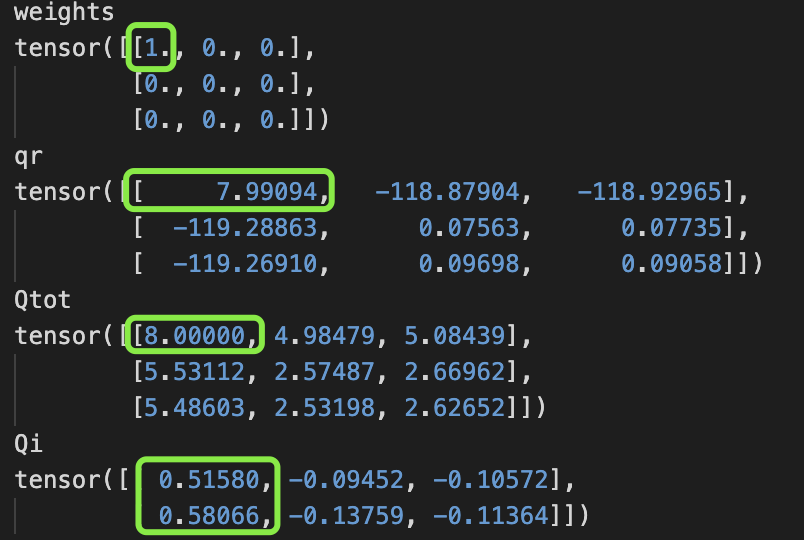 weights
tensor([[1., 0., 0.],
[0., 0., 0.],
[0., 0., 0.]])
qr
tensor([[ 7.99094, -118.87904, -118.92965],
[ -119.28863, 0.07563, 0.07735],
[ -119.26910, 0.09698, 0.09058]])
Qtot
tensor([[8.00000, 4.98479, 5.08439],
[5.53112, 2.57487, 2.66962],
[5.48603, 2.53198, 2.62652]])
Qi
tensor([ 0.51580, -0.09452, -0.10572],
0.58066, -0.13759, -0.11364]])